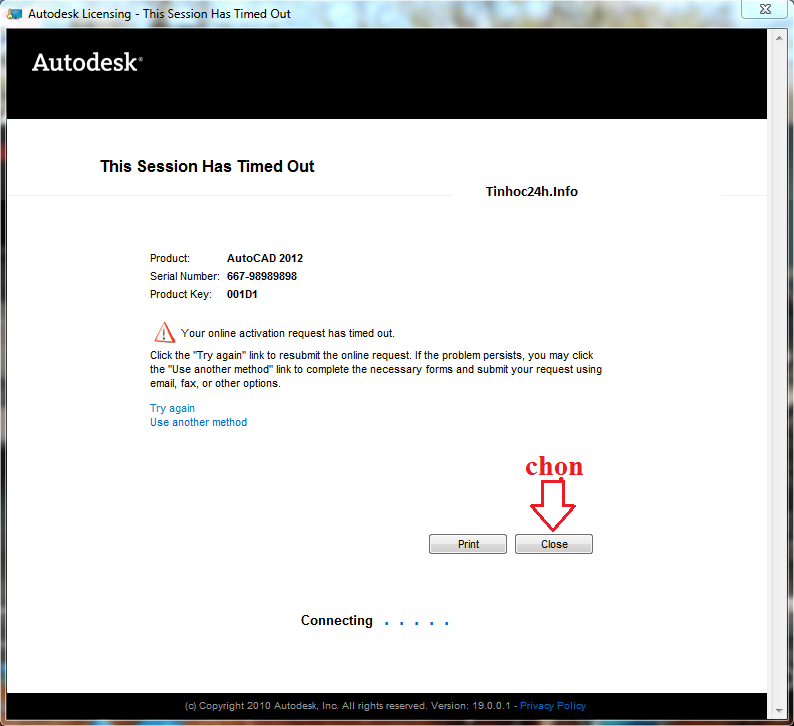 Autodesk Licensing - This Session Has Timed Out
Autodesk®
This Session Has Timed Out
Tinhoc24h.Info
Product: AutoCAD 2012
Serial Number: 667-98989898
Product Key: 001D1
Your online activation request has timed out.
Click the "Try again" link to resubmit the online request. If the problem persists, you may click
the "Use another method" link to complete the necessary forms and submit your request using
email, fax, or other options.
Try again
Use another method
chọn
Print
Close
Connecting . . . . .
(c) Copyright 2010 Autodesk, Inc. All rights reserved. Version: 19.0.0.1 - Privacy Policy